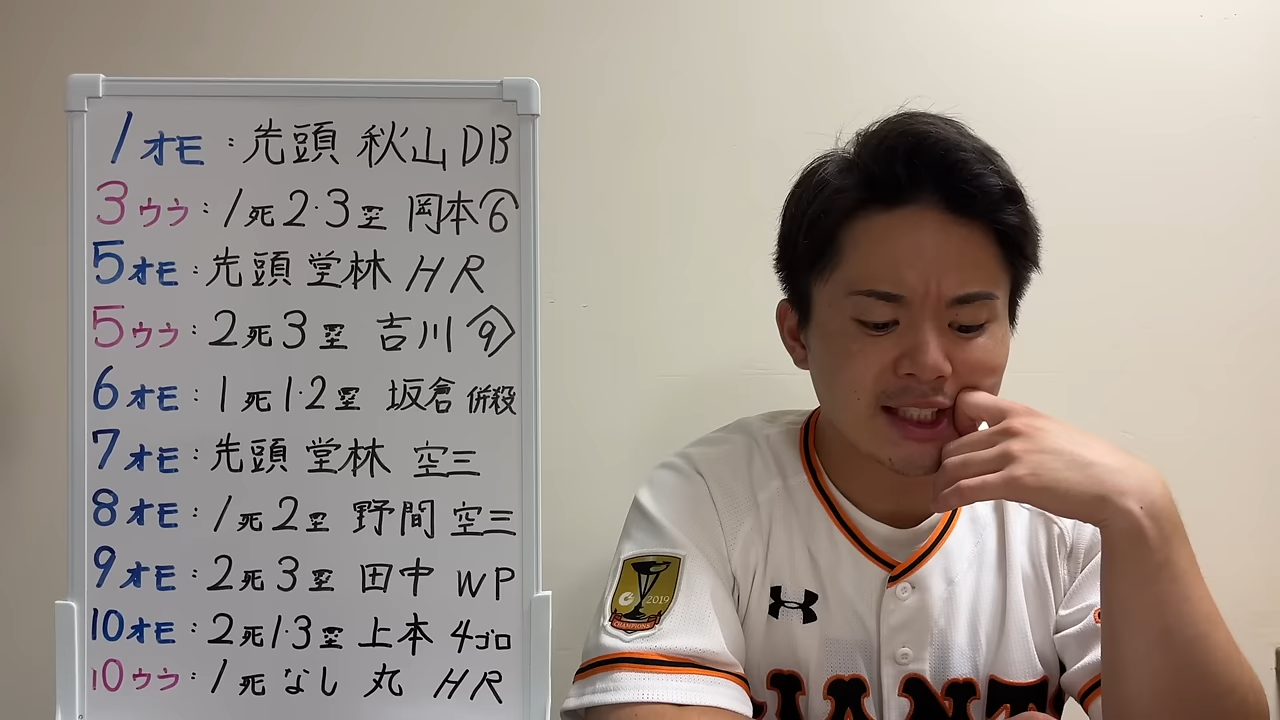 1オモ：先頭 秋山 DB
3ウラ：1死2·3塁 岡本⑥
5オモ：先頭 堂林 HR
5ウラ：2死3塁 吉川 9
6オモ：1死1·2塁 坂倉 併殺
7オモ：先頭 堂林 空三
8オモ：1死2塁 野間 空三
9オモ：2死3塁 田中 WP
10オモ：2死1·3塁 上本 4ゴロ
10ウラ：1死なし 丸 HR
2019
CHAMPIONS
GIANTS